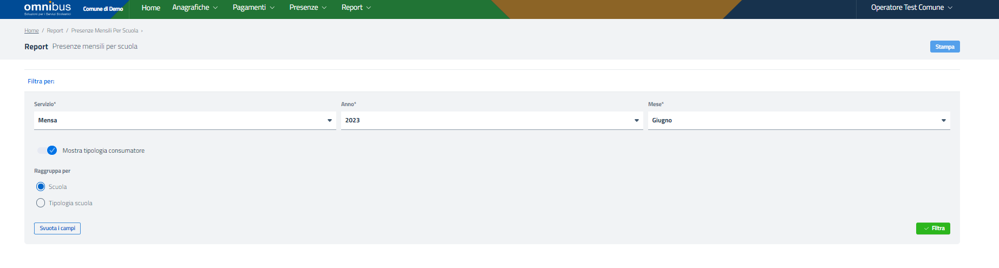 omnibus
Soluzioni per i Servizi Scolastici
Comune di Demo
Home
Anagrafiche
Pagamenti
Presenze
Report
Operatore Test Comune
Home / Report / Presenze Mensili Per Scuola ›
Report Presenze mensili per scuola
Stampa
Filtra per:
Servizio*
Mensa
Anno*
2023
Mese*
Giugno
Mostra tipologia consumatore
Raggruppa per
Scuola
Tipologia scuola
Svuota i campi
Filtra